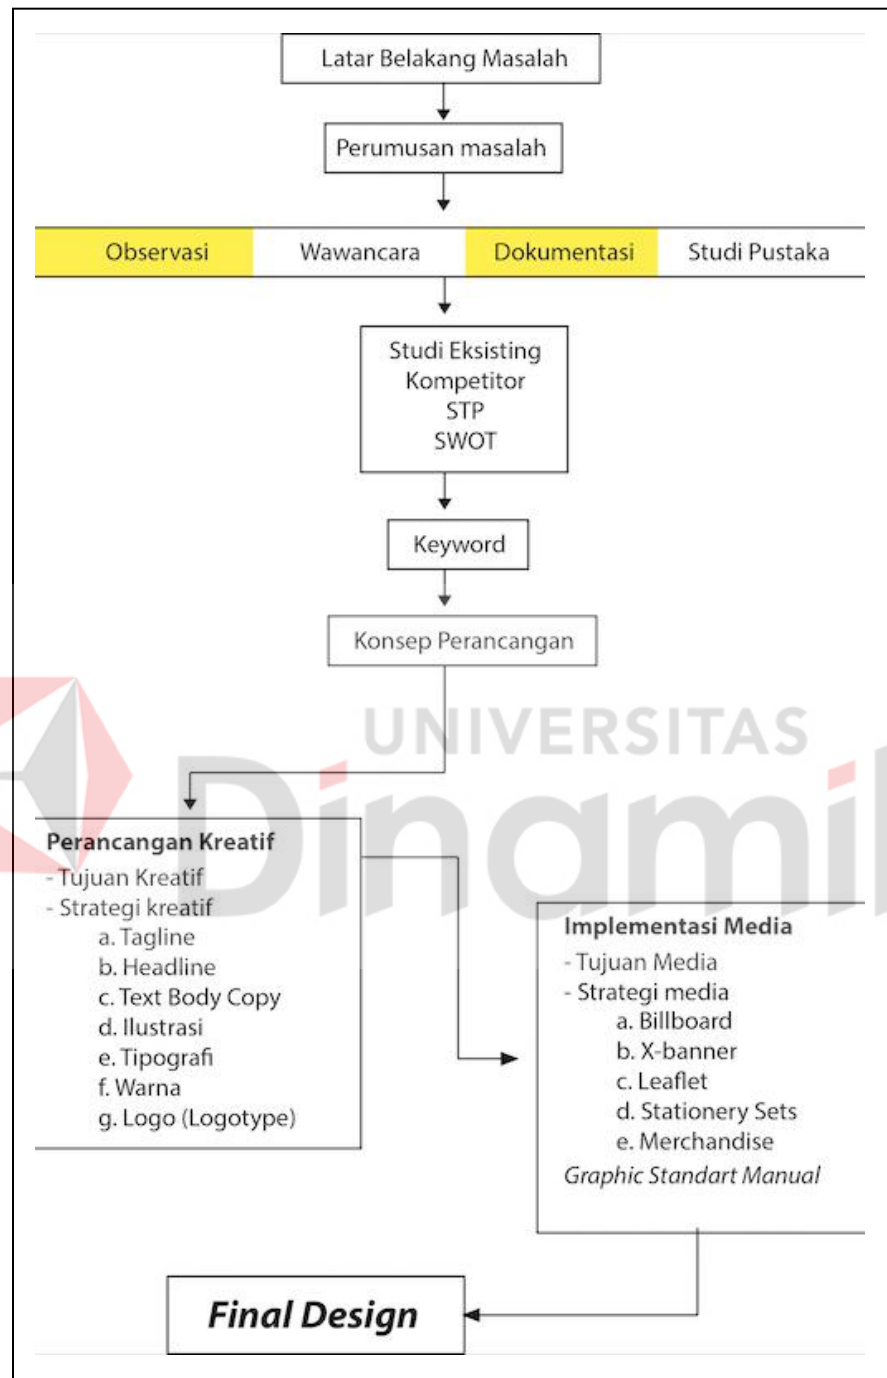 Latar Belakang Masalah
Perumusan masalah
Observasi Wawancara Dokumentasi Studi Pustaka
Studi Eksisting
Kompetitor
STP
SWOT
Keyword
Konsep Perancangan
UNIVERSITAS
Dinamik
Perancangan Kreatif
- Tujuan Kreatif
- Strategi kreatif
a. Tagline
b. Headline
c. Text Body Copy
d. Ilustrasi
e. Tipografi
f. Warna
g. Logo (Logotype)
Implementasi Media
- Tujuan Media
- Strategi media
a. Billboard
b. X-banner
c. Leaflet
d. Stationery Sets
e. Merchandise
Graphic Standart Manual
Final Design